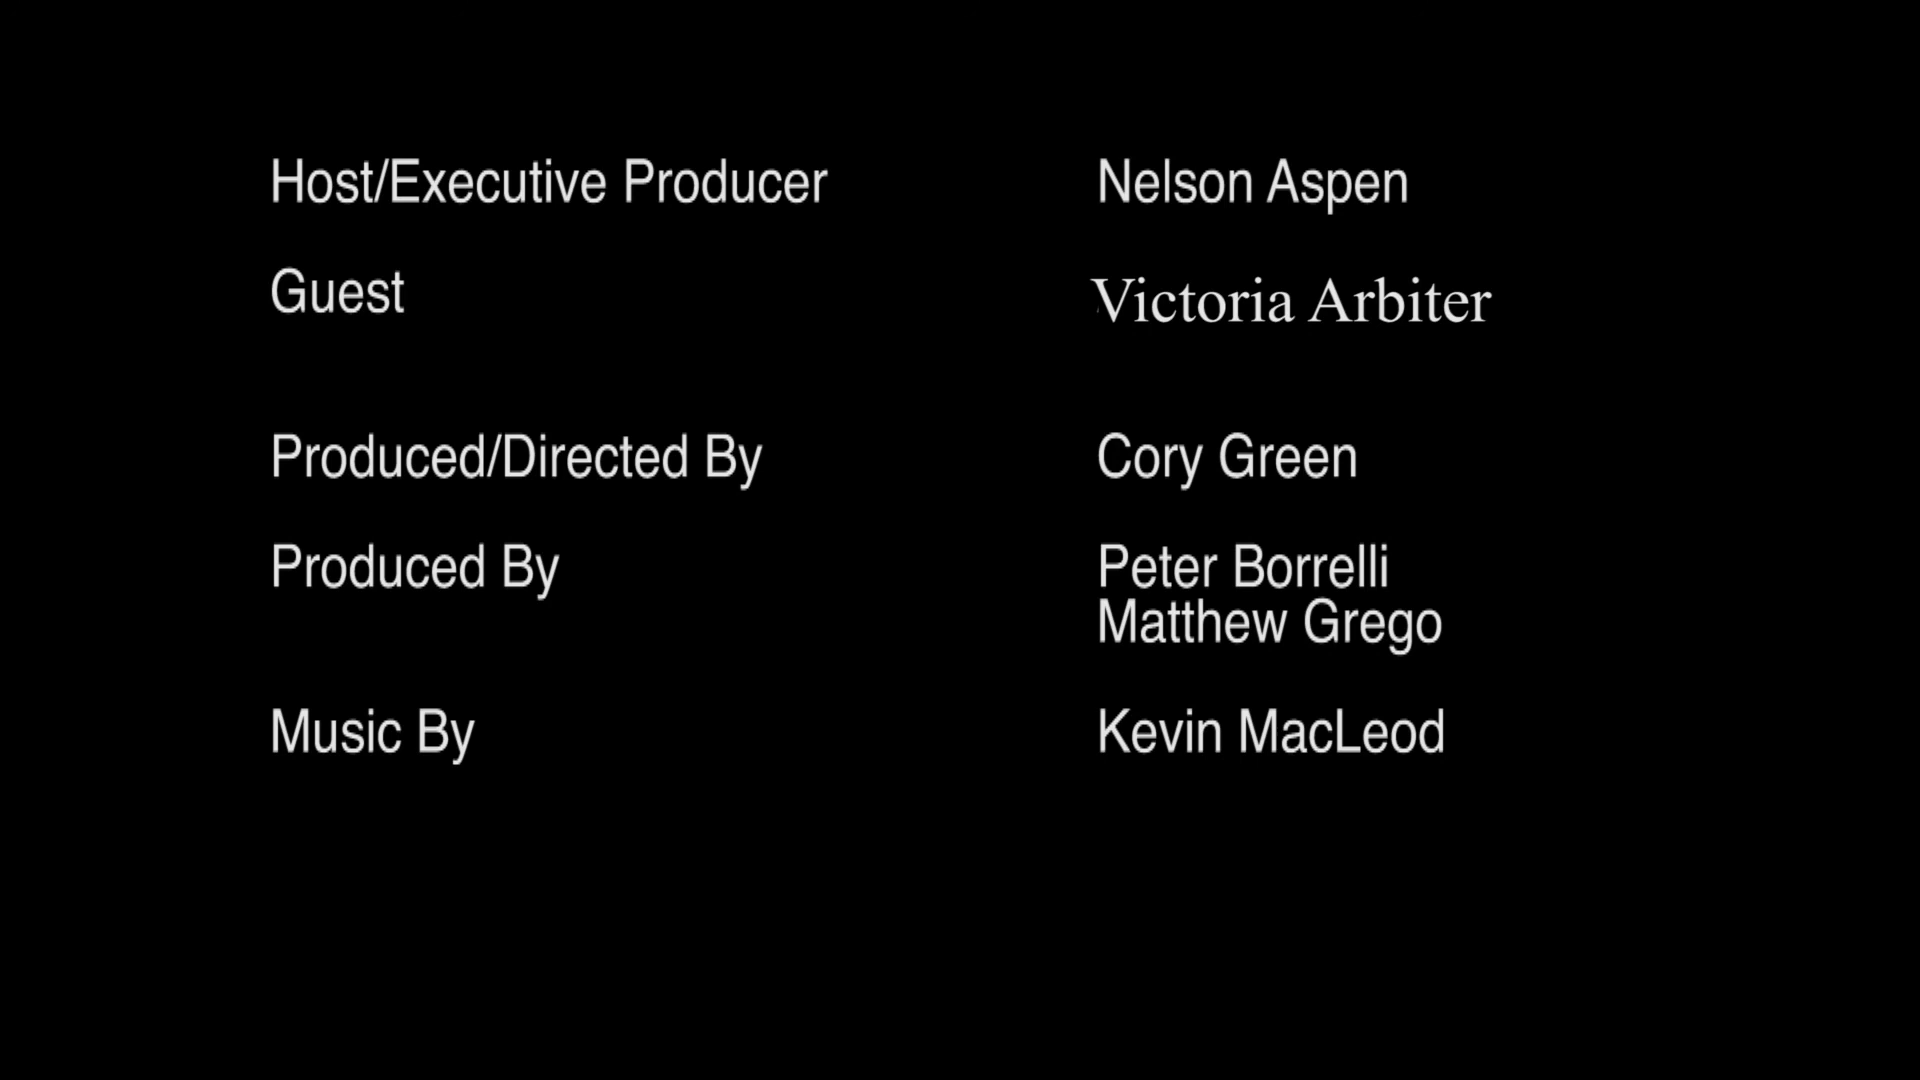 Host/Executive Producer Nelson Aspen
Guest Victoria Arbiter
Produced/Directed By Cory Green
Produced By Peter Borrelli
Matthew Grego
Music By Kevin MacLeod